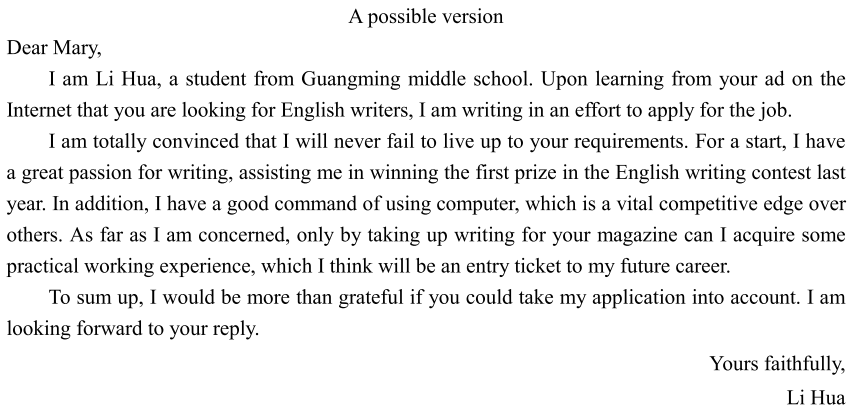 A possible version
Dear Mary,
I am Li Hua, a student from Guangming middle school. Upon learning from your ad on the
Internet that you are looking for English writers, I am writing in an effort to apply for the job.
I am totally convinced that I will never fail to live up to your requirements. For a start, I have
a great passion for writing, assisting me in winning the first prize in the English writing contest last
year. In addition, I have a good command of using computer, which is a vital competitive edge over
others. As far as I am concerned, only by taking up writing for your magazine can I acquire some
practical working experience, which I think will be an entry ticket to my future career.
To sum up, I would be more than grateful if you could take my application into account. I am
looking forward to your reply.
Yours faithfully,
Li Hua